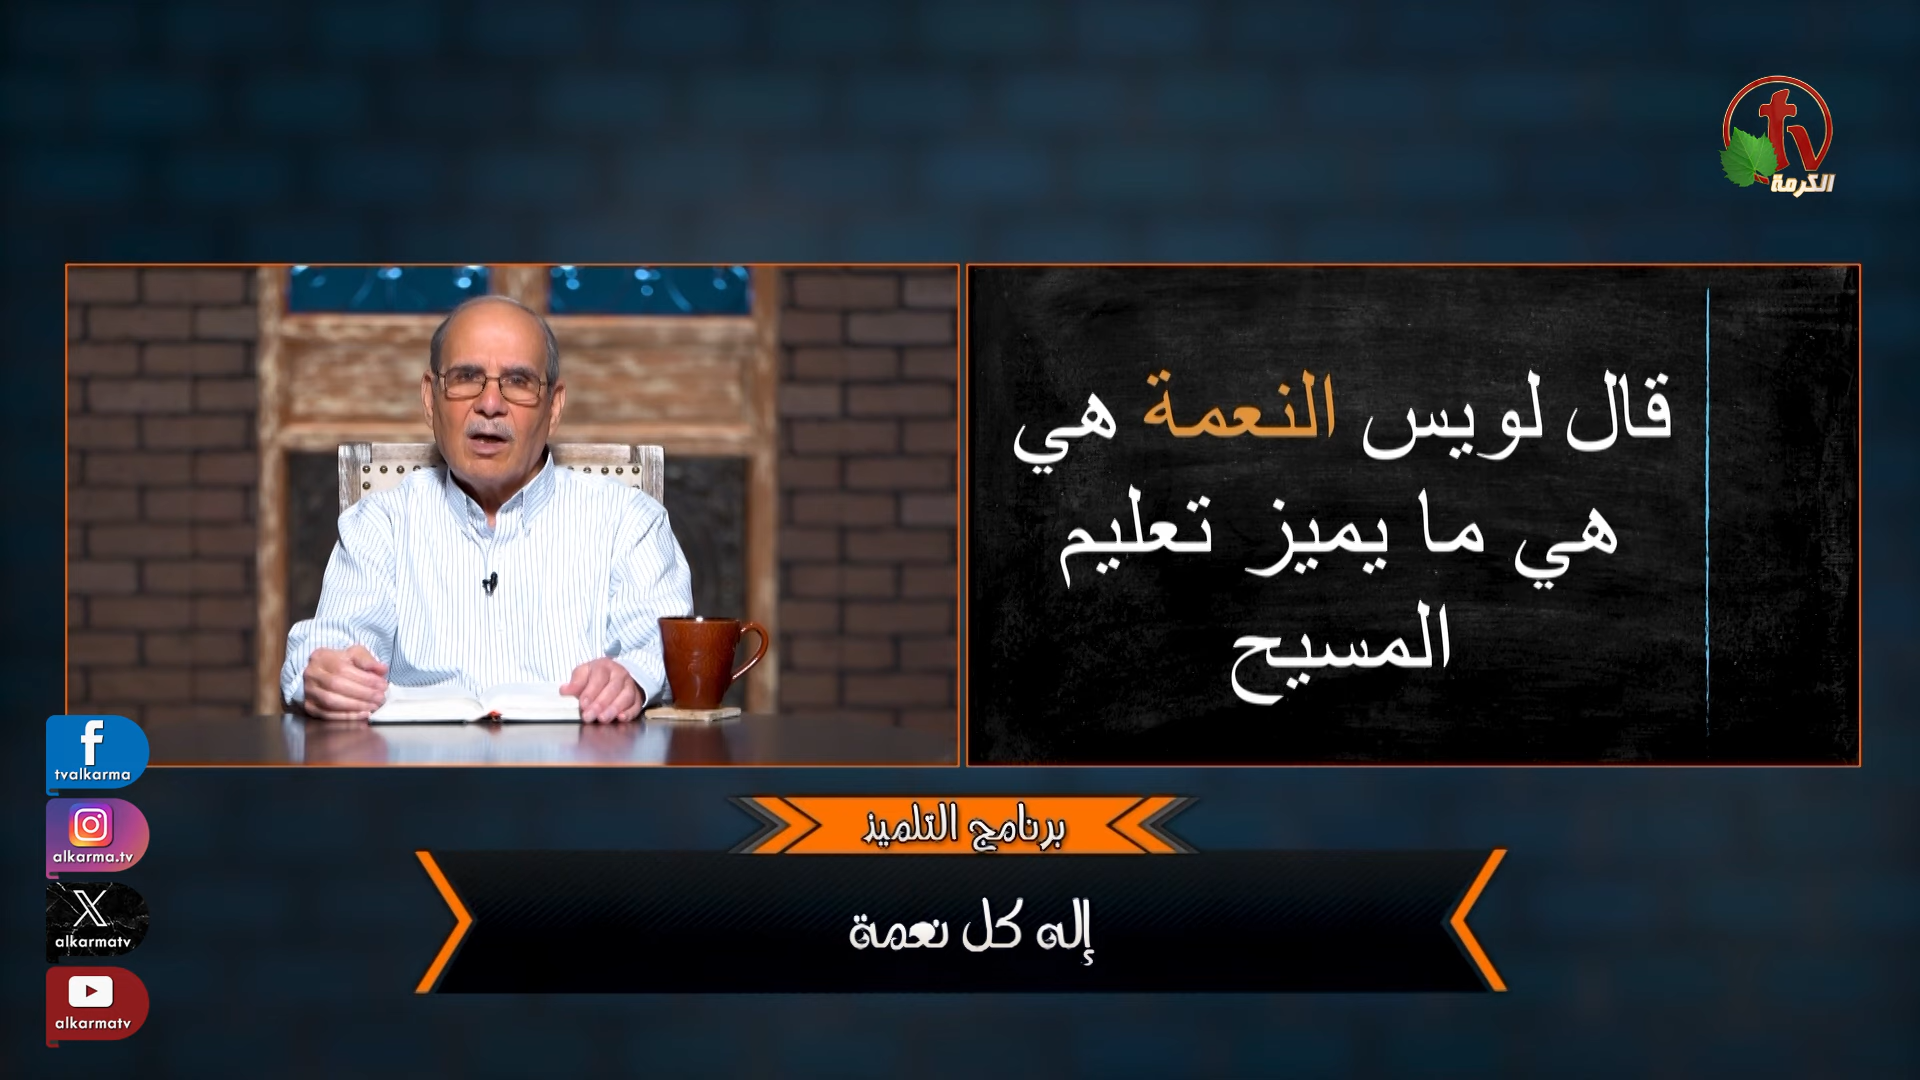 tv
الكرمة
قال لويس النعمة هي
هي ما يميز تعليم
المسيح
برنامج التلميذ
إله كل نعمة
f
tvalkarma
alkarma.tv
X
alkarmatv
alkarmatv